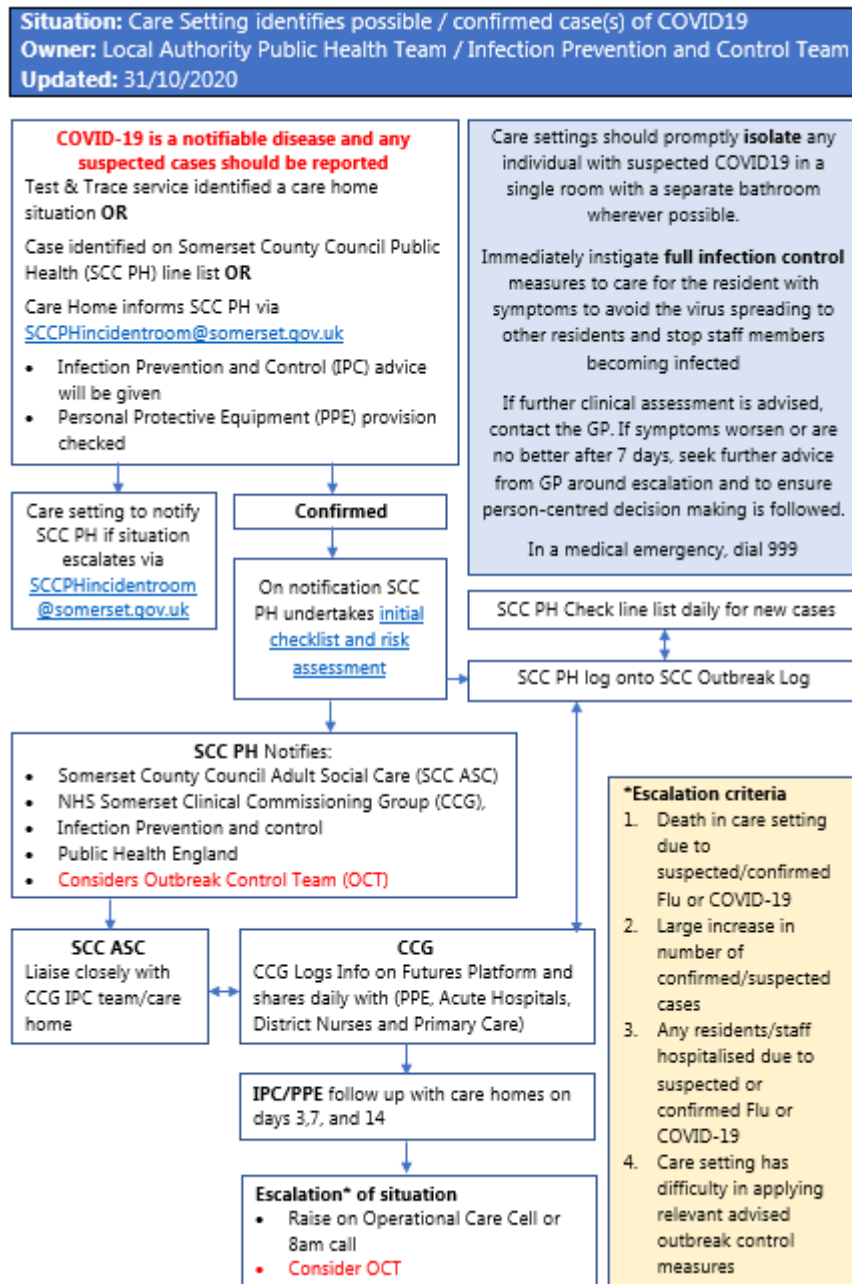 Situation: Care Setting identifies possible / confirmed case(s) of COVID19
Owner: Local Authority Public Health Team / Infection Prevention and Control Team
Updated: 31/10/2020
COVID-19 is a notifiable disease and any
suspected cases should be reported
Test & Trace service identified a care home
situation OR
Case identified on Somerset County Council Public
Health (SCC PH) line list OR
Care Home informs SCC PH via
SCCPHincidentroom@somerset.gov.uk
• Infection Prevention and Control (IPC) advice
will be given
• Personal Protective Equipment (PPE) provision
checked
Care settings should promptly isolate any
individual with suspected COVID19 in a
single room with a separate bathroom
wherever possible.
Immediately instigate full infection control
measures to care for the resident with
symptoms to avoid the virus spreading to
other residents and stop staff members
becoming infected
If further clinical assessment is advised,
contact the GP. If symptoms worsen or are
no better after 7 days, seek further advice
from GP around escalation and to ensure
person-centred decision making is followed.
In a medical emergency, dial 999
Care setting to notify
SCC PH if situation
escalates via
SCCPHincidentroom
@somerset.gov.uk
Confirmed
On notification SCC
PH undertakes initial
checklist and risk
assessment
SCC PH Check line list daily for new cases
SCC PH log onto SCC Outbreak Log
SCC PH Notifies:
• Somerset County Council Adult Social Care (SCC ASC)
• NHS Somerset Clinical Commissioning Group (CCG),
• Infection Prevention and control
• Public Health England
• Considers Outbreak Control Team (OCT)
SCC ASC
Liaise closely with
CCG IPC team/care
home
CCG
CCG Logs Info on Futures Platform and
shares daily with (PPE, Acute Hospitals,
District Nurses and Primary Care)
IPC/PPE follow up with care homes on
days 3,7, and 14
Escalation* of situation
• Raise on Operational Care Cell or
8am call
• Consider OCT
*Escalation criteria
1. Death in care setting
due to
suspected/confirmed
Flu or COVID-19
2. Large increase in
number of
confirmed/suspected
cases
3. Any residents/staff
hospitalised due to
suspected or
confirmed Flu or
COVID-19
4. Care setting has
difficulty in applying
relevant advised
outbreak control
measures